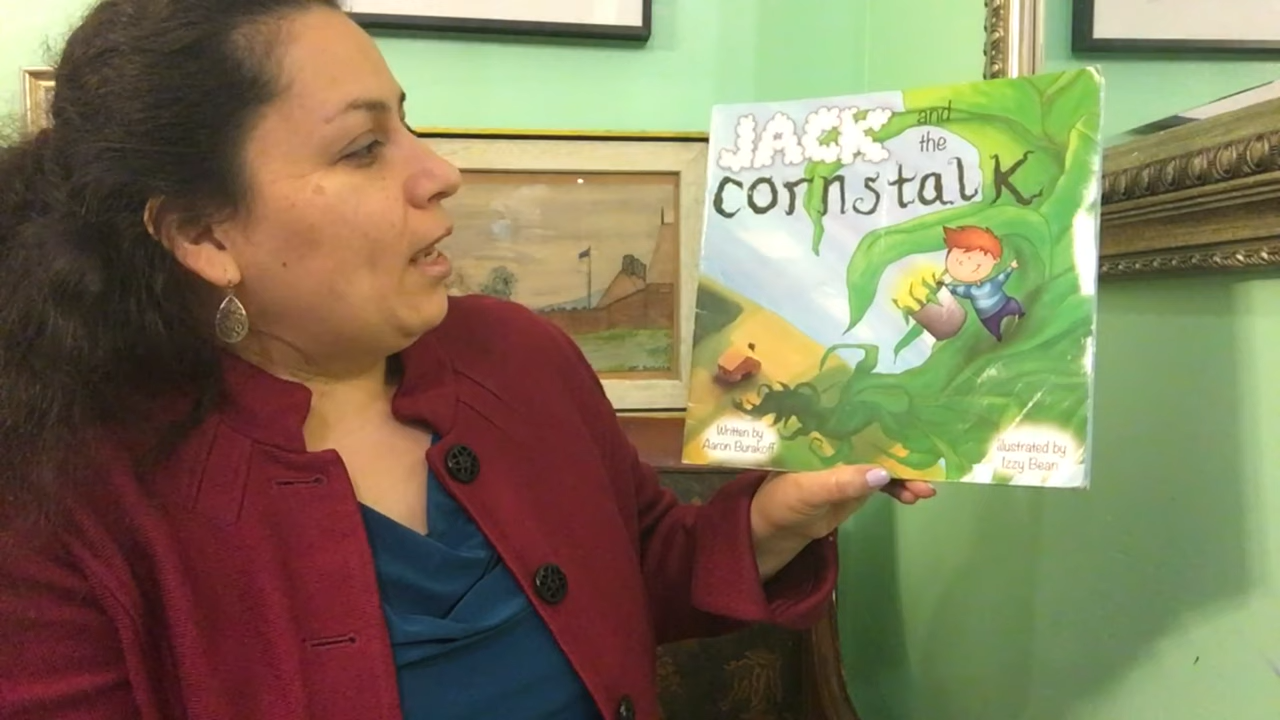 JACK and
the
cornstalk
Written by
Aaron Burakoff
Illustrated by
Izzy Bean